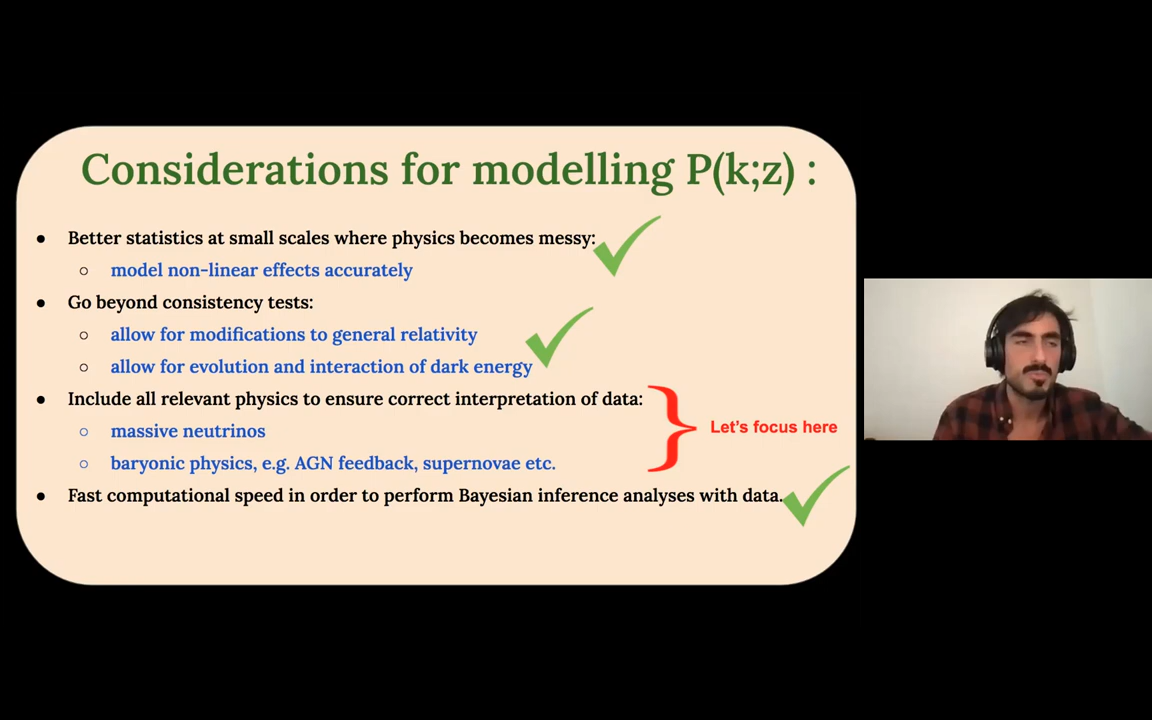 Considerations for modelling P(k;z) :
● Better statistics at small scales where physics becomes messy:
○ model non-linear effects accurately
● Go beyond consistency tests:
○ allow for modifications to general relativity
○ allow for evolution and interaction of dark energy
● Include all relevant physics to ensure correct interpretation of data:
○ massive neutrinos
Let's focus here
○ baryonic physics, e.g. AGN feedback, supernovae etc.
● Fast computational speed in order to perform Bayesian inference analyses with data.